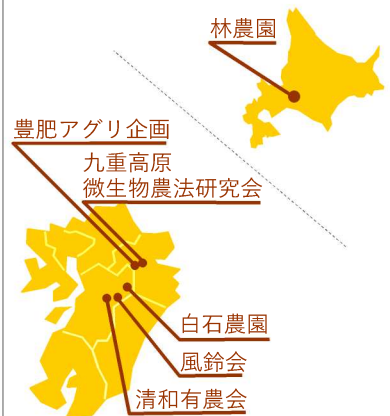 林農園
豊肥アグリ企画
九重高原
微生物農法研究会
白石農園
風鈴会
清和有農会